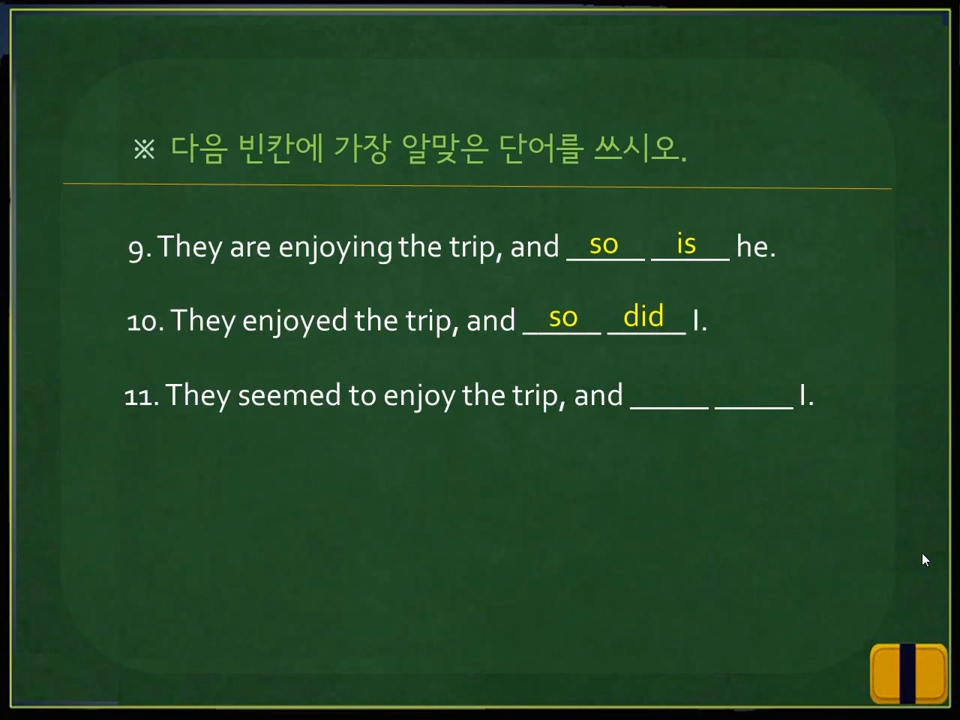 ※ 다음 빈칸에 가장 알맞은 단어를 쓰시오.
9. They are enjoying the trip, and so is he.
10. They enjoyed the trip, and so did I.
11. They seemed to enjoy the trip, and _____ _____ I.